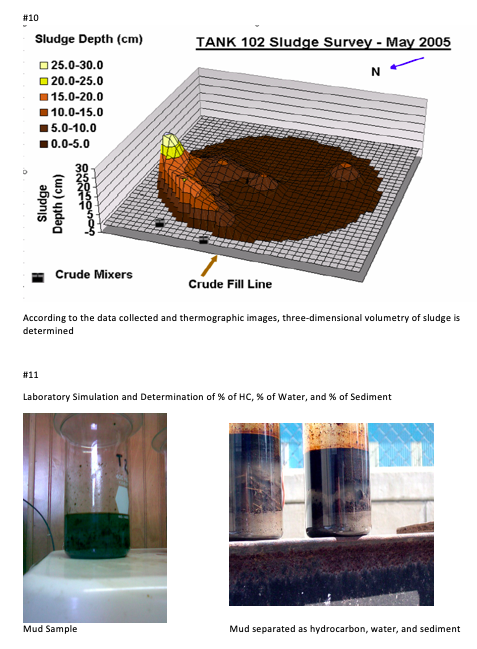 #10
Sludge Depth (cm)
TANK 102 Sludge Survey - May 2005
25.0-30.0
20.0-25.0
15.0-20.0
10.0-15.0
5.0-10.0
0.0-5.0
N
30
25
20
15
10
5
0
-5
Sludge
Depth (cm)
Crude Mixers
Crude Fill Line
According to the data collected and thermographic images, three-dimensional volumetry of sludge is
determined
#11
Laboratory Simulation and Determination of % of HC, % of Water, and % of Sediment
Mud Sample
Mud separated as hydrocarbon, water, and sediment